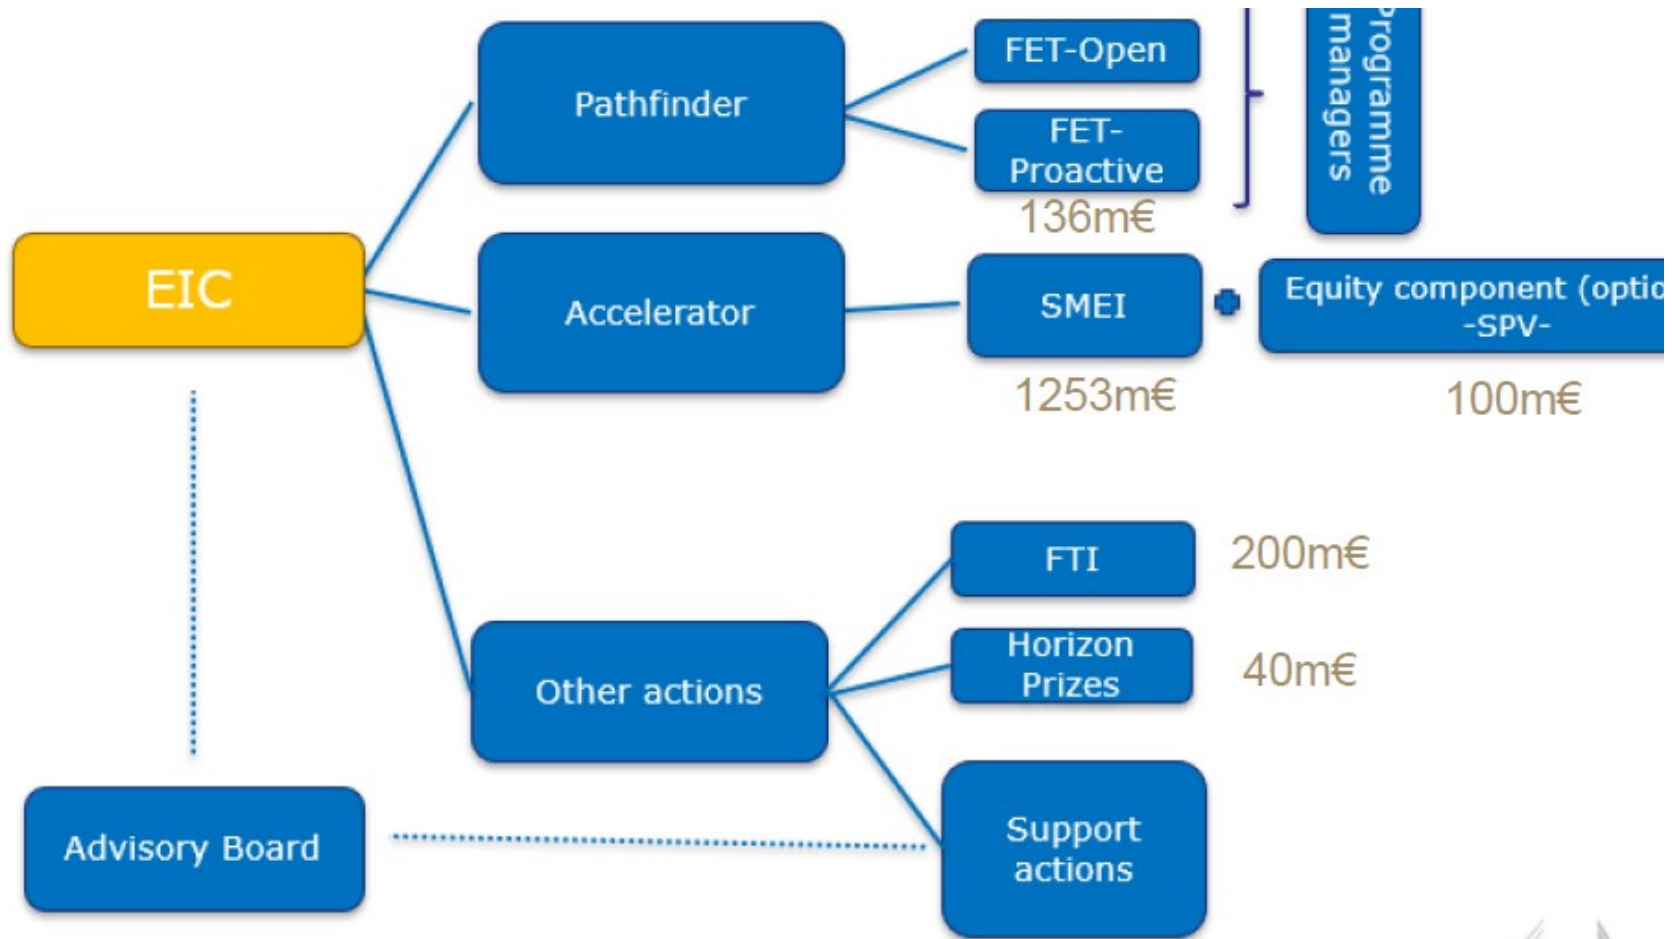 FET-Open
Pathfinder
FET-
Proactive
136m€
managers
EIC
Accelerator
SMEI
Equity component
-SPV-
1253m€
100m€
FTI
200m€
Horizon
Prizes
40m€
Other actions
Support
actions
Advisory Board